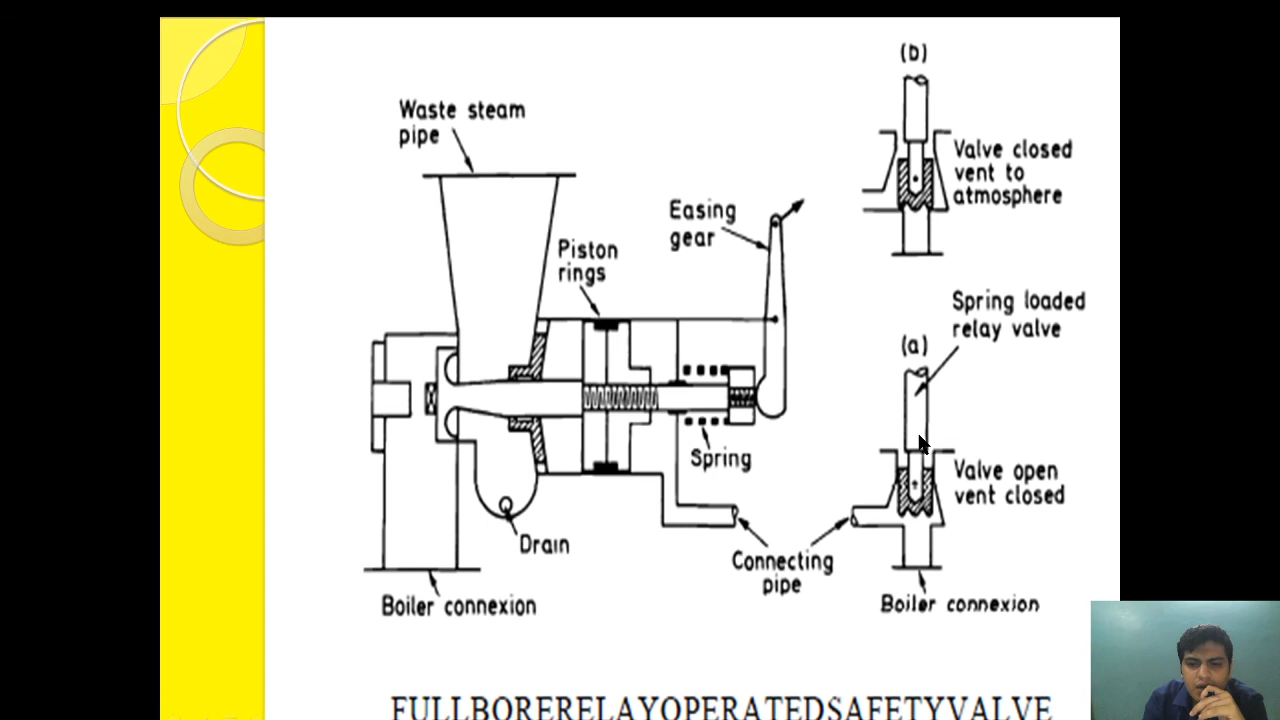 (b)
Waste steam
pipe
Valve closed
vent to
atmosphere
Easing
gear
Piston
rings
Spring loaded
relay valve
(a)
Spring
Valve open
vent closed
Drain
Connecting
pipe
Boiler connexion
Boiler connexion
FULLBORERELAYOPERATEDSAFETYVALVE